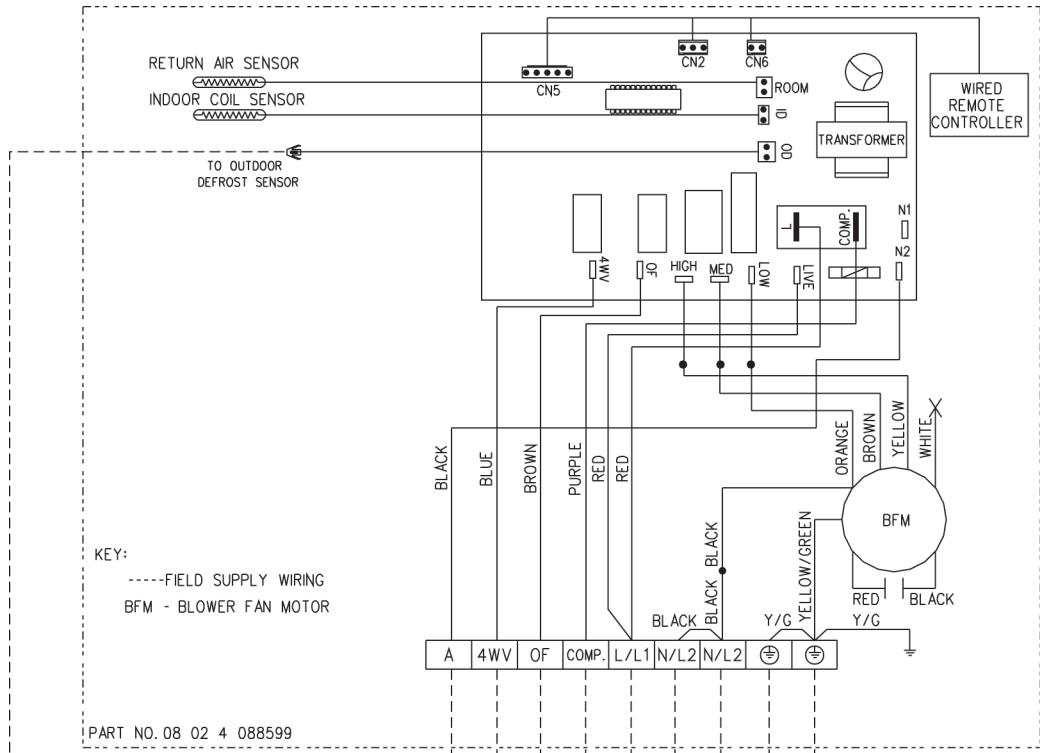 RETURN AIR SENSOR
INDOOR COIL SENSOR
TO OUTDOOR
DEFROST SENSOR
CN5
CN2
CN6
ROOM
ID
OD
TRANSFORMER
WIRED
REMOTE
CONTROLLER
L
COMP.
N1
N2
4WV
OF
HIGH
MED
LOW
LIVE
BLACK
BLUE
BROWN
PURPLE
RED
RED
ORANGE
BROWN
YELLOW
WHITE
BFM
BLACK
BLACK
YELLOW/GREEN
RED
BLACK
BLACK
Y/G
Y/G
KEY:
-----FIELD SUPPLY WIRING
BFM - BLOWER FAN MOTOR
A
4WV
OF
COMP.
L/L1
N/L2
N/L2
PART NO. 08 02 4 088599